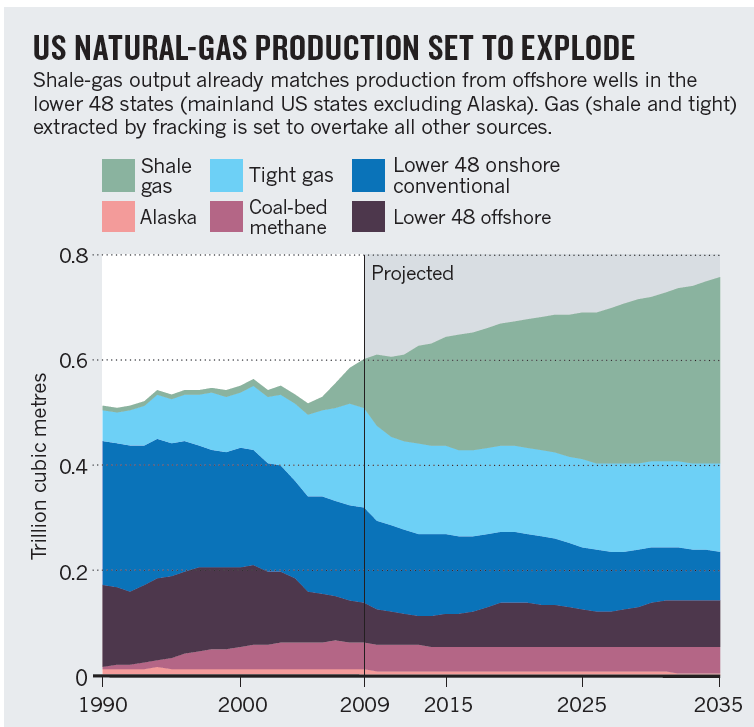 US NATURAL-GAS PRODUCTION SET TO EXPLODE
Shale-gas output already matches production from offshore wells in the
lower 48 states (mainland US states excluding Alaska). Gas (shale and tight)
extracted by fracking is set to overtake all other sources.
Shale
gas
Tight gas
Lower 48 onshore
conventional
Alaska
Coal-bed
methane
Lower 48 offshore
0.8
Projected
0.6
Trillion cubic metres
0.4
0.2
0
1990
2000
2009
2015
2025
2035